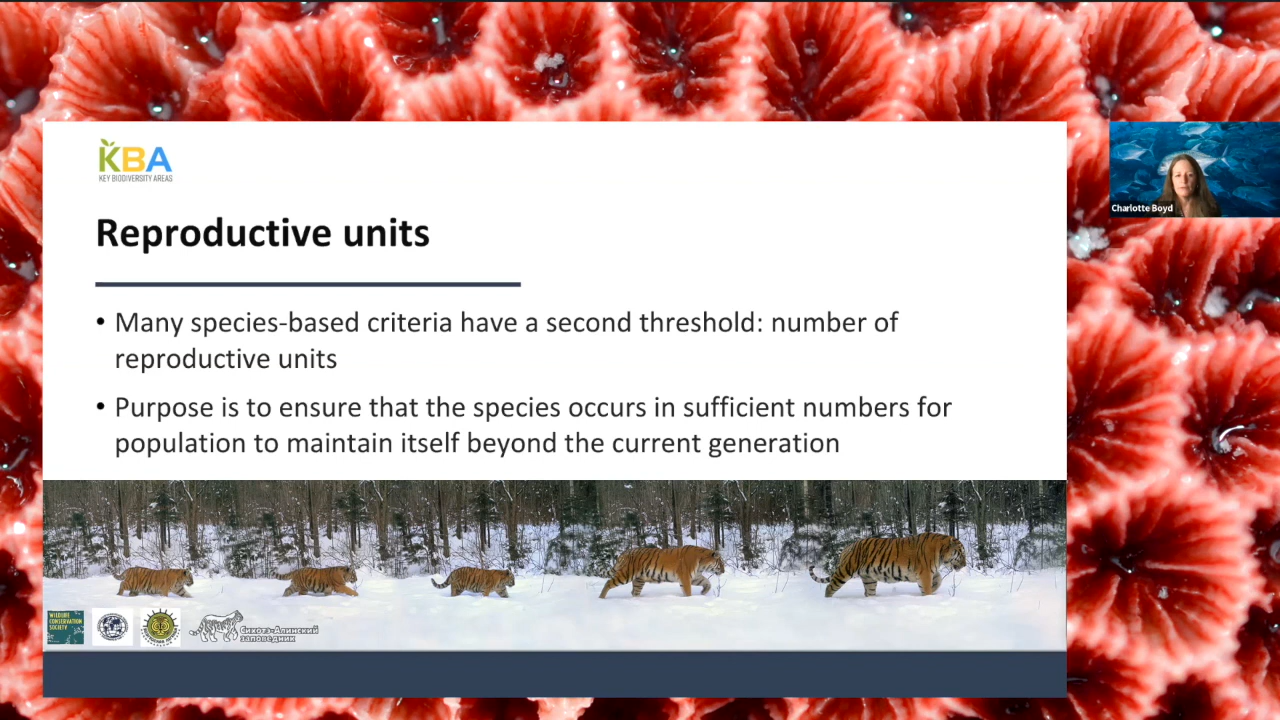 KBA
KEY BIODIVERSITY AREAS
Charlotte Boyd
Reproductive units
• Many species-based criteria have a second threshold: number of
reproductive units
• Purpose is to ensure that the species occurs in sufficient numbers for
population to maintain itself beyond the current generation
WILDLIFE
CONSERVATION
SOCIETY
Сихотэ-Алинский
заповедник